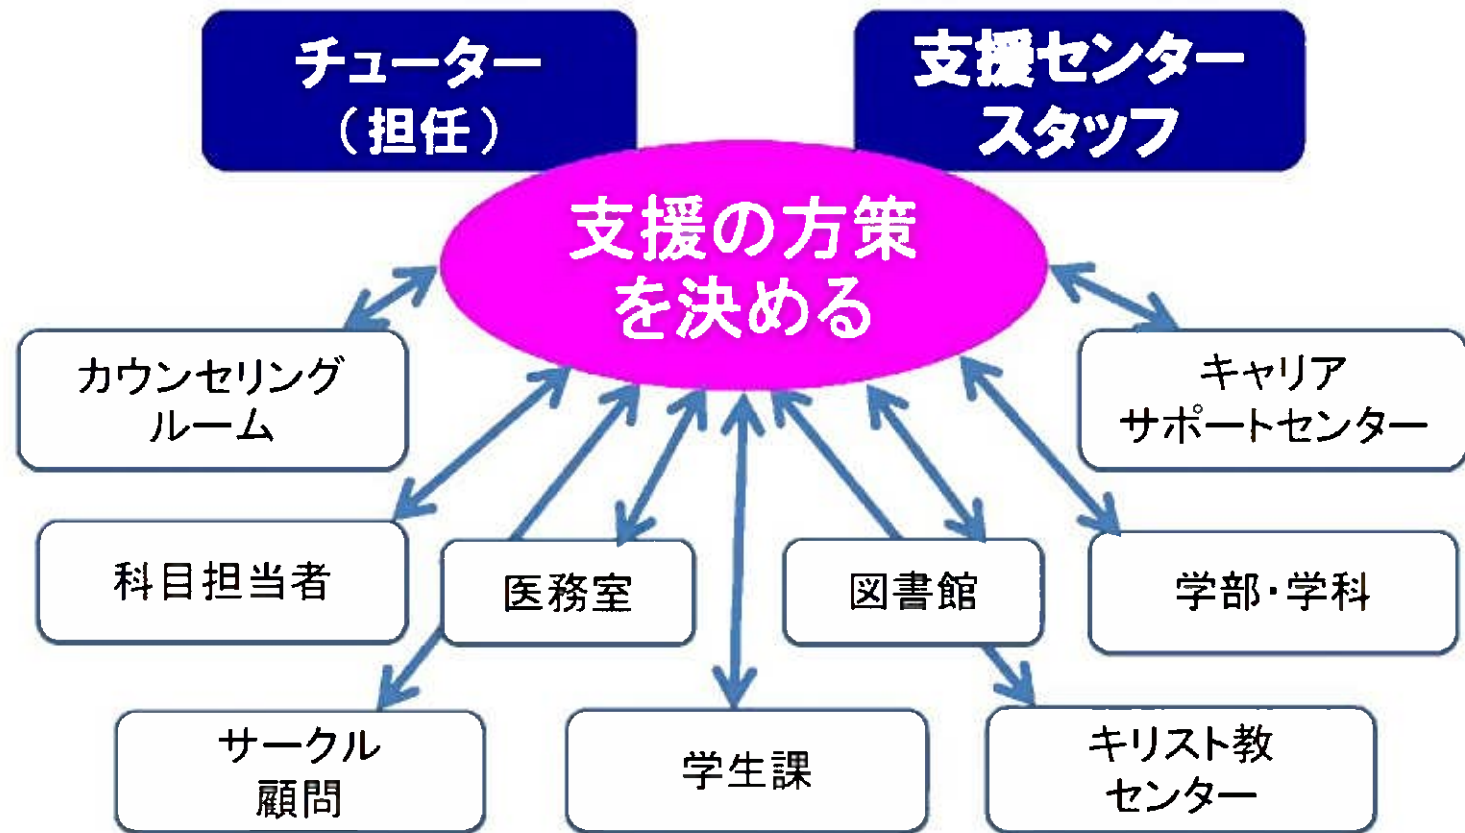 チューター
（担任）
支援センター
スタッフ
支援の方策
を決める
カウンセリング
ルーム
キャリア
サポートセンター
科目担当者
医務室
図書館
学部・学科
サークル
顧問
学生課
キリスト教
センター